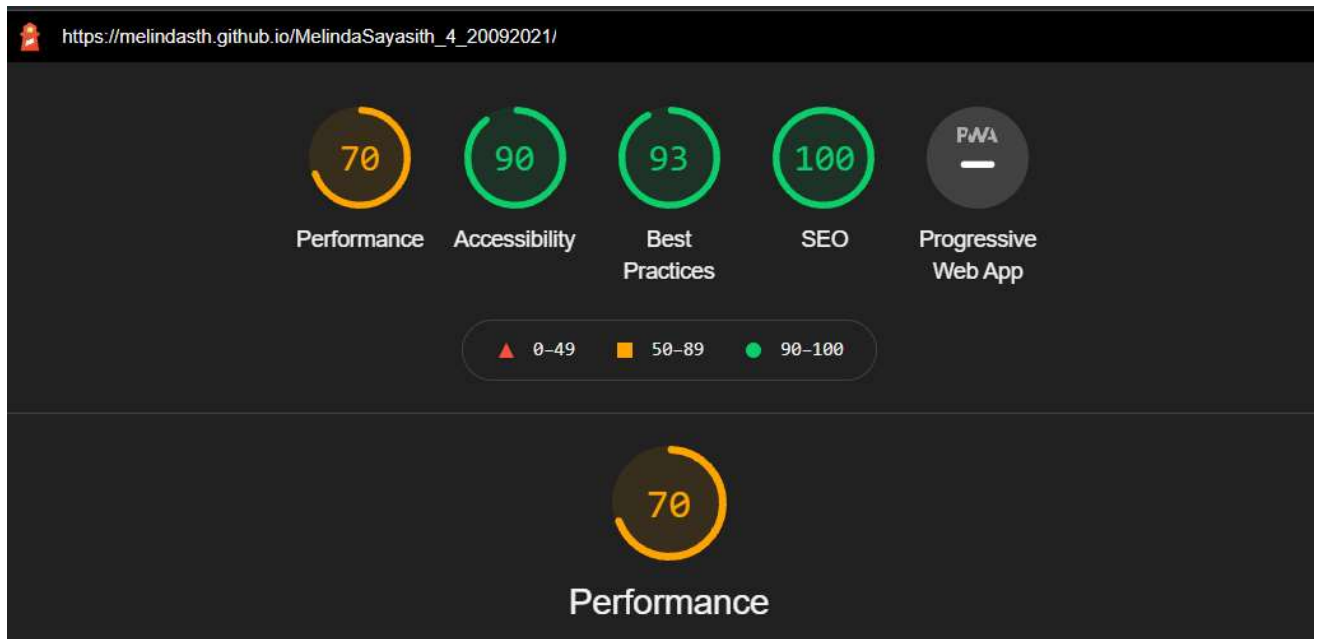 https://melindasth.github.io/MelindaSayasith_4_20092021/
70
90
93
100
PWA
Performance
Accessibility
Best
Practices
SEO
Progressive
Web App
0–49
50–89
90–100
70
Performance